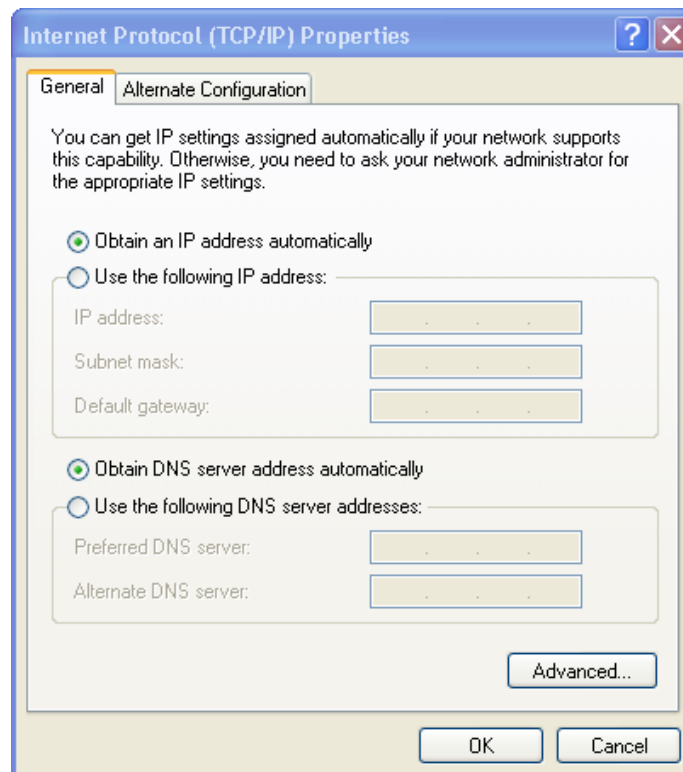 Internet Protocol (TCP/IP) Properties
General
Alternate Configuration
You can get IP settings assigned automatically if your network supports
this capability. Otherwise, you need to ask your network administrator for
the appropriate IP settings.
Obtain an IP address automatically
Use the following IP address:
IP address:
Subnet mask:
Default gateway:
Obtain DNS server address automatically
Use the following DNS server addresses:
Preferred DNS server:
Alternate DNS server:
Advanced...
OK
Cancel